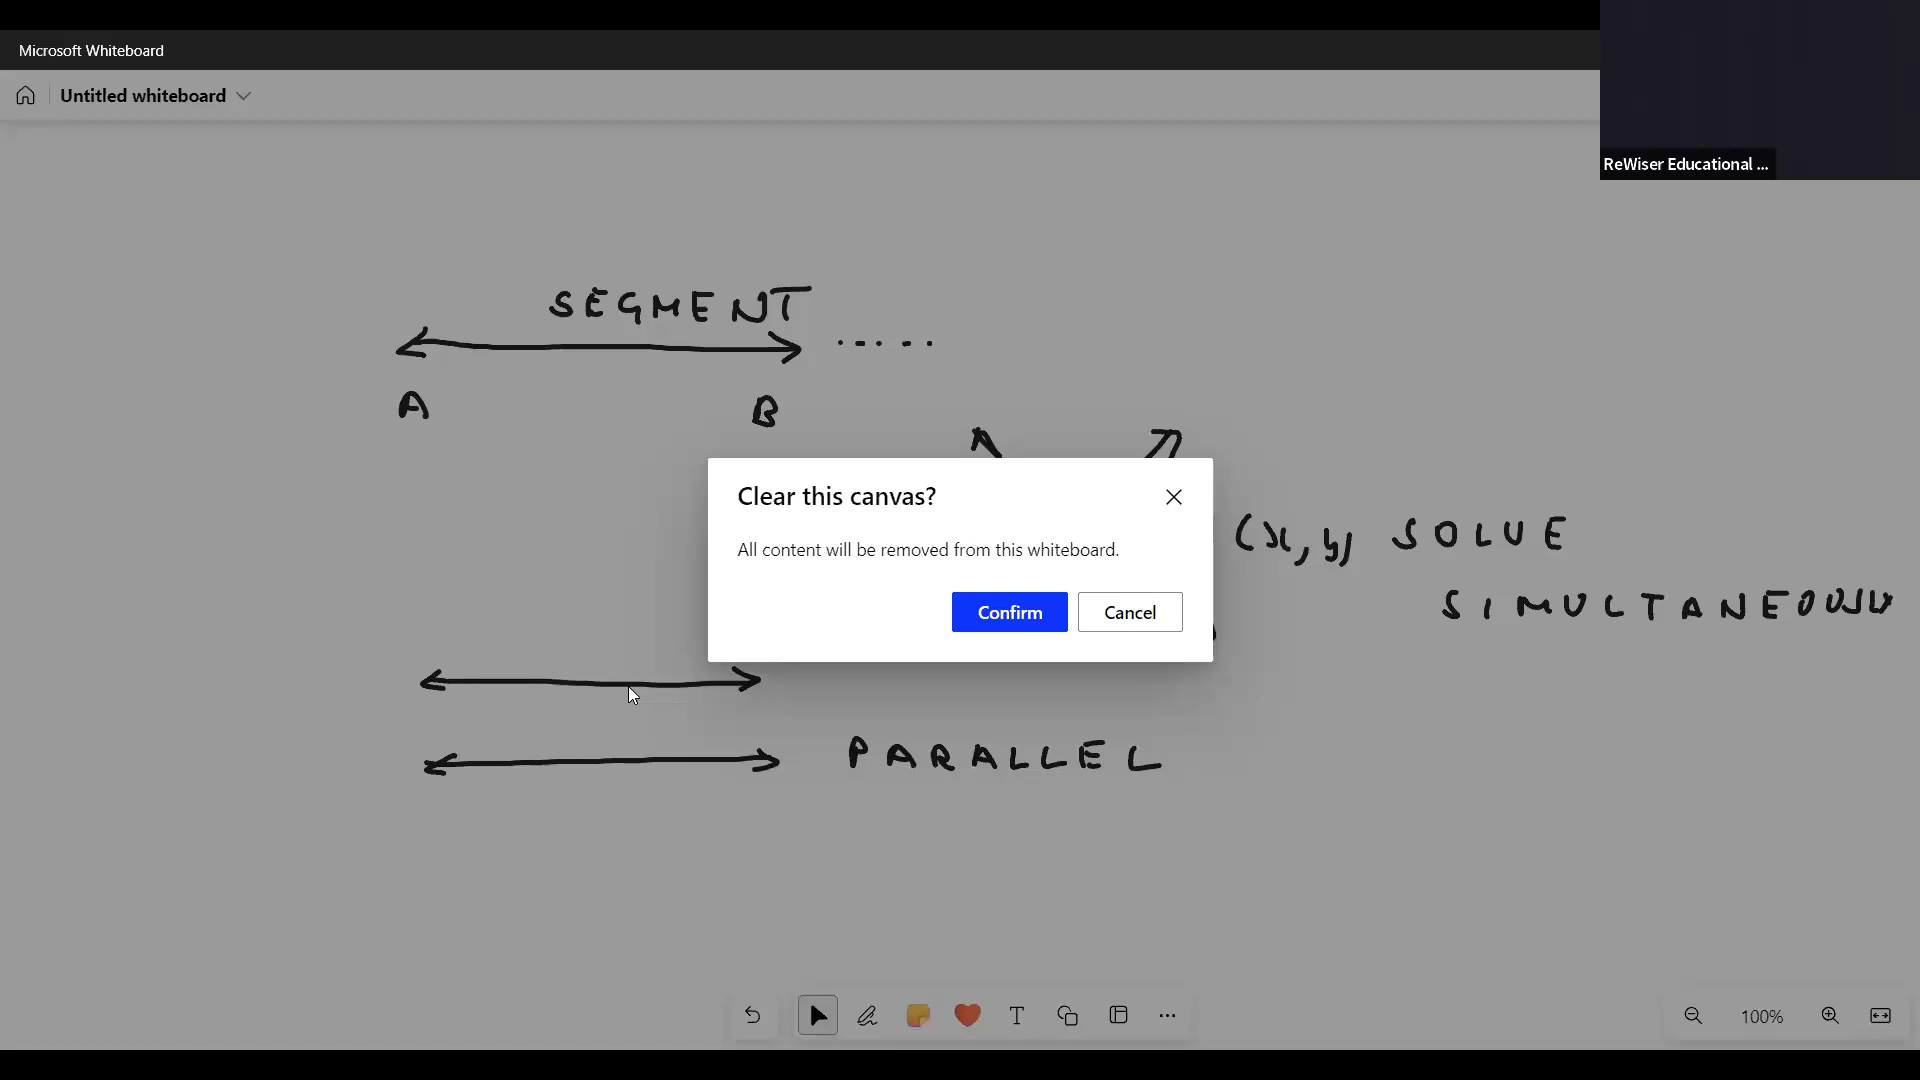 Microsoft Whiteboard
Untitled whiteboard
ReWiser Educational ...
SEGMENT
A
B
Clear this canvas?
All content will be removed from this whiteboard.
Confirm
Cancel
(x,y) SOLVE
SIMULTANEOUSLY
PARALLEL
100%